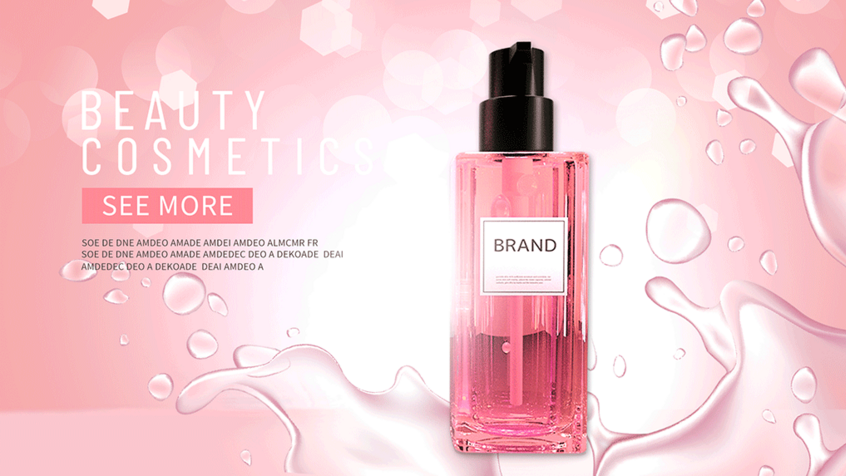 BEAUTY
COSMETICS
SEE MORE
SOE DE DNE AMDEO AMADE AMDEI AMDEO ALMCMR FR
SOE DE DNE AMDEO AMADE AMDEDEC DEO A DEKOADE DEAI
AMDEDEC DEO A DEKOADE DEAI AMDEO A
BRAND